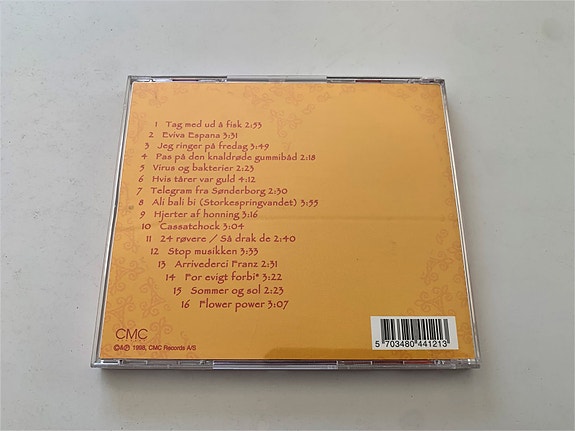 1 Tag med ud å fisk 2:53
2 Eviva Espana 3:31
3 Jeg ringer på fredag 3:49
4 Pas på den knaldrøde gummibåd 2:18
5 Virus og bakterier 2:23
6 Hvis tårer var guld 4:12
7 Telegram fra Sønderborg 2:30
8 Ali bali bi (Storkespringvandet) 3:55
9 Hjerter af honning 3:16
10 Cassatchock 3:04
11 24 røvere / Så drak de 2:40
12 Stop musikken 3:33
13 Arrivederci Franz 2:31
14 For evigt forbi* 3:22
15 Sommer og sol 2:23
16 Flower power 3:07
CMC
©&℗ 1998, CMC Records A/S
5 703480 441213